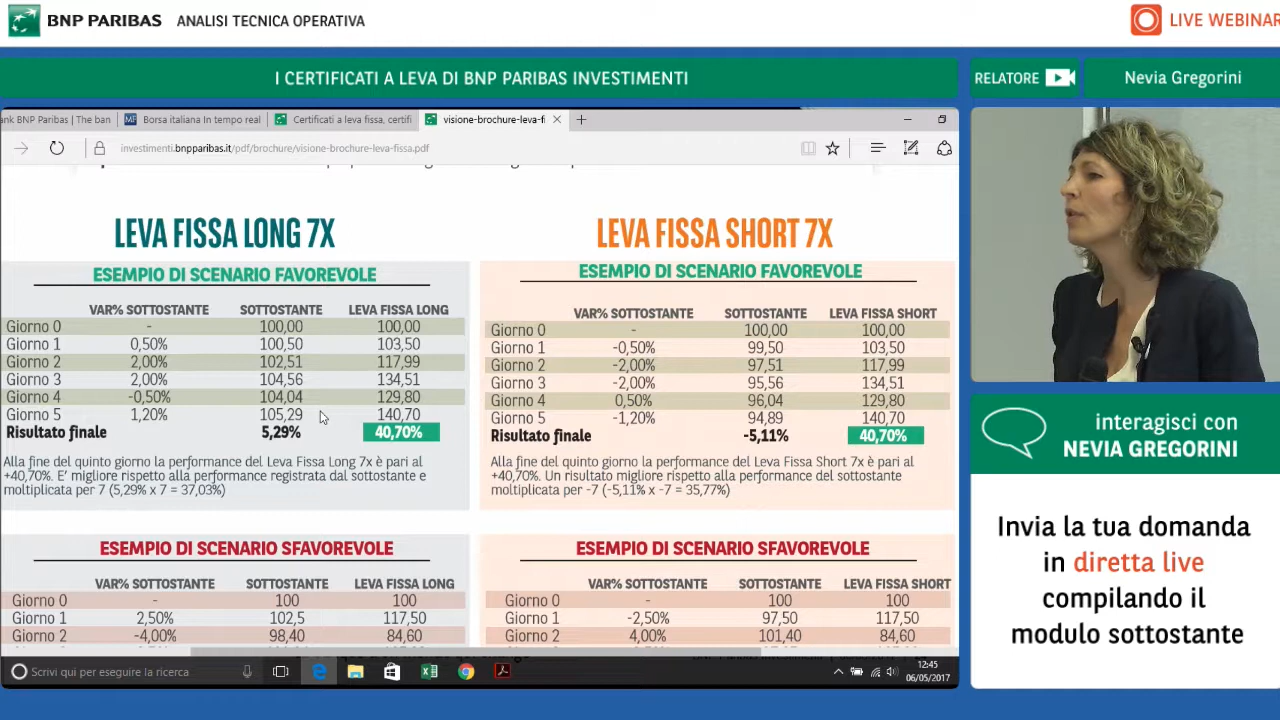 BNP PARIBAS ANALISI TECNICA OPERATIVA
LIVE WEBINAR
I CERTIFICATI A LEVA DI BNP PARIBAS INVESTIMENTI
RELATORE
Nevia Gregorini
ank BNP Paribas | The ban
MF Borsa italiana In tempo real
Certificati a leva fissa, certifi
visione-brochure-leva-fi
investimenti.bnpparibas.it/pdf/brochure/visione-brochure-leva-fissa.pdf
LEVA FISSA LONG 7X
ESEMPIO DI SCENARIO FAVOREVOLE
VAR% SOTTOSTANTE SOTTOSTANTE LEVA FISSA LONG
Giorno 0 - 100,00 100,00
Giorno 1 0,50% 100,50 103,50
Giorno 2 2,00% 102,51 117,99
Giorno 3 2,00% 104,56 134,51
Giorno 4 -0,50% 104,04 129,80
Giorno 5 1,20% 105,29 140,70
Risultato finale 5,29% 40,70%
Alla fine del quinto giorno la performance del Leva Fissa Long 7x è pari al
+40,70%. E' migliore rispetto alla performance registrata dal sottostante e
moltiplicata per 7 (5,29% x 7 = 37,03%)
ESEMPIO DI SCENARIO SFAVOREVOLE
VAR% SOTTOSTANTE SOTTOSTANTE LEVA FISSA LONG
Giorno 0 - 100 100
Giorno 1 2,50% 102,5 117,50
Giorno 2 -4,00% 98,40 84,60
LEVA FISSA SHORT 7X
ESEMPIO DI SCENARIO FAVOREVOLE
VAR% SOTTOSTANTE SOTTOSTANTE LEVA FISSA SHORT
Giorno 0 - 100,00 100,00
Giorno 1 -0,50% 99,50 103,50
Giorno 2 -2,00% 97,51 117,99
Giorno 3 -2,00% 95,56 134,51
Giorno 4 0,50% 96,04 129,80
Giorno 5 -1,20% 94,89 140,70
Risultato finale -5,11% 40,70%
Alla fine del quinto giorno la performance del Leva Fissa Short 7x è pari al
+40,70%. Un risultato migliore rispetto alla performance del sottostante
moltiplicata per -7 (-5,11% x -7 = 35,77%)
ESEMPIO DI SCENARIO SFAVOREVOLE
VAR% SOTTOSTANTE SOTTOSTANTE LEVA FISSA SHORT
Giorno 0 - 100 100
Giorno 1 -2,50% 97,50 117,50
Giorno 2 4,00% 101,40 84,60
Scrivi qui per eseguire la ricerca
12:45
06/05/2017
interagisci con
NEVIA GREGORINI
Invia la tua domanda
in diretta live
compilando il
modulo sottostante